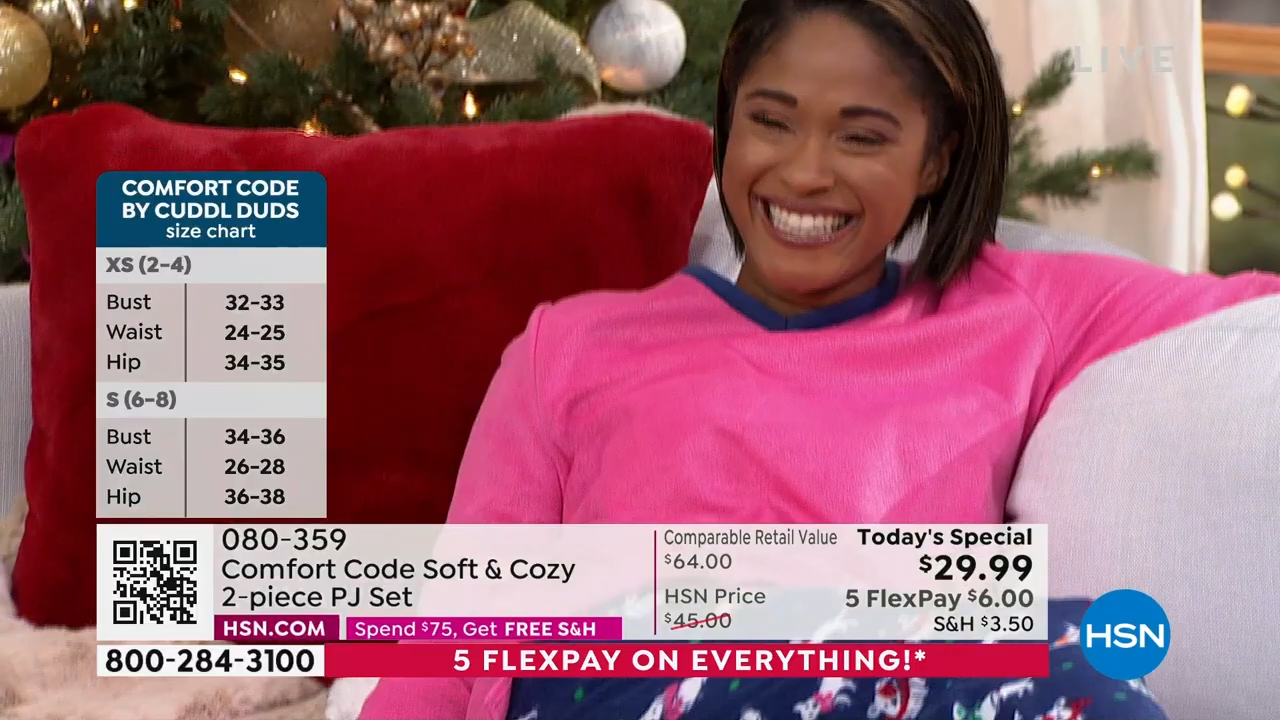 LIVE
COMFORT CODE
BY CUDDL DUDS
size chart
XS (2-4)
Bust 32-33
Waist 24-25
Hip 34-35
S (6-8)
Bust 34-36
Waist 26-28
Hip 36-38
080-359
Comfort Code Soft & Cozy
2-piece PJ Set
HSN.COM Spend $75, Get FREE S&H
Comparable Retail Value
$64.00
HSN Price
$45.00
Today's Special
$29.99
5 FlexPay $6.00
S&H $3.50
HSN
800-284-3100 5 FLEXPAY ON EVERYTHING!*